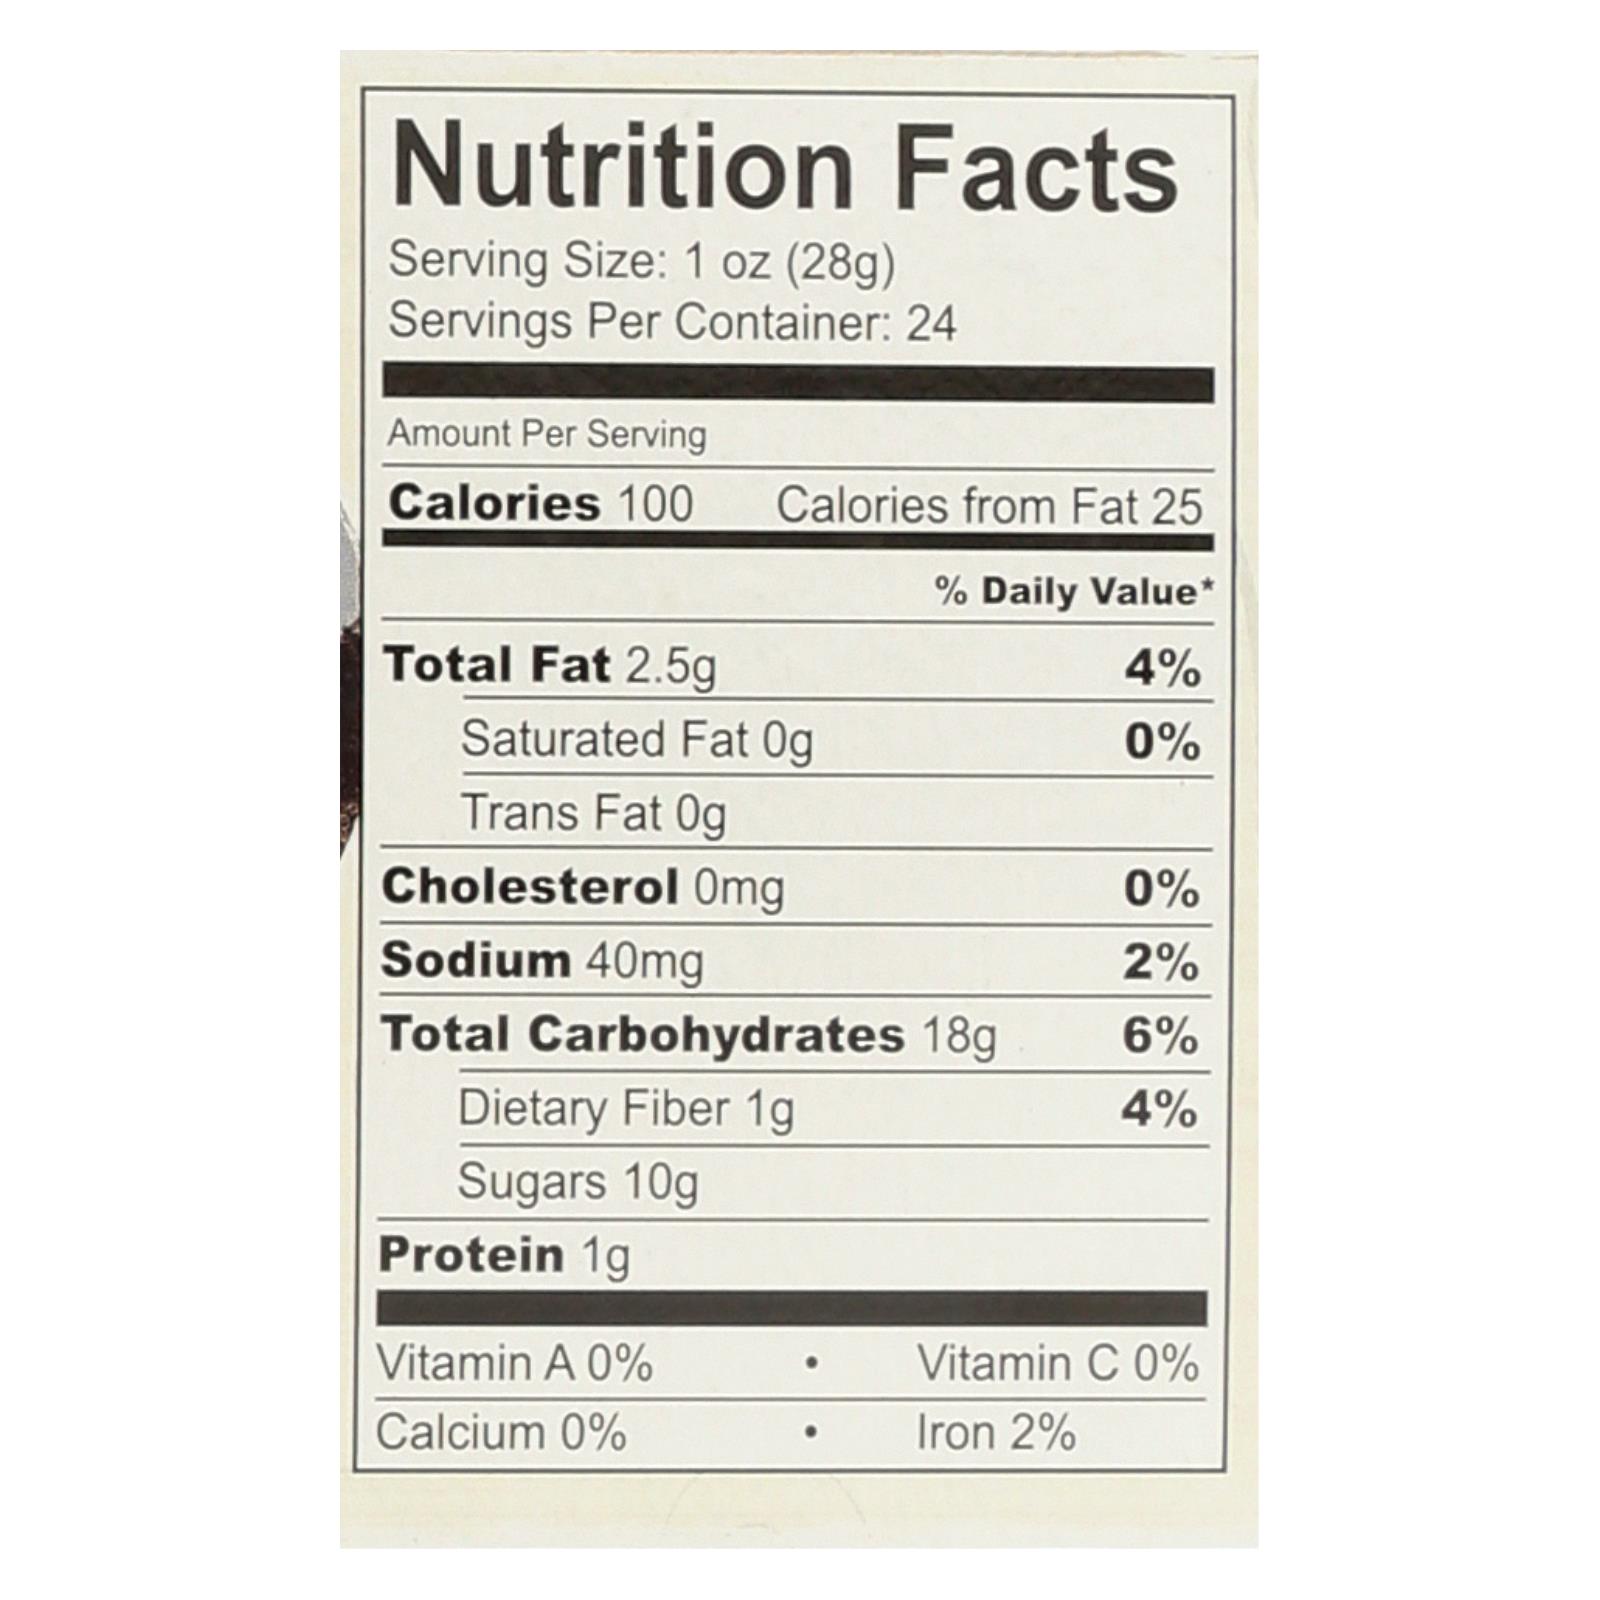 Nutrition Facts
Serving Size: 1 oz (28g)
Servings Per Container: 24
Amount Per Serving
Calories 100 Calories from Fat 25
% Daily Value*
Total Fat 2.5g 4%
Saturated Fat 0g 0%
Trans Fat 0g
Cholesterol 0mg 0%
Sodium 40mg 2%
Total Carbohydrates 18g 6%
Dietary Fiber 1g 4%
Sugars 10g
Protein 1g
Vitamin A 0% • Vitamin C 0%
Calcium 0% • Iron 2%